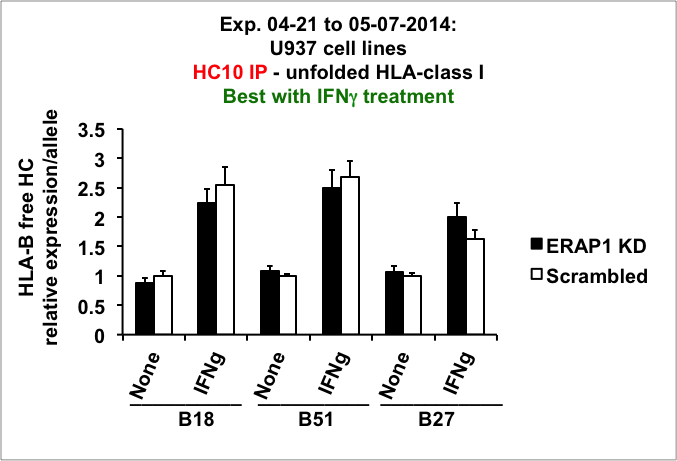 Exp. 04-21 to 05-07-2014:
U937 cell lines
HC10 IP - unfolded HLA-class I
Best with IFNγ treatment
HLA-B free HC
relative expression/allele
3.5
3
2.5
2
1.5
1
0.5
0
ERAP1 KD
Scrambled
None
IFNg
None
IFNg
None
IFNg
B18
B51
B27